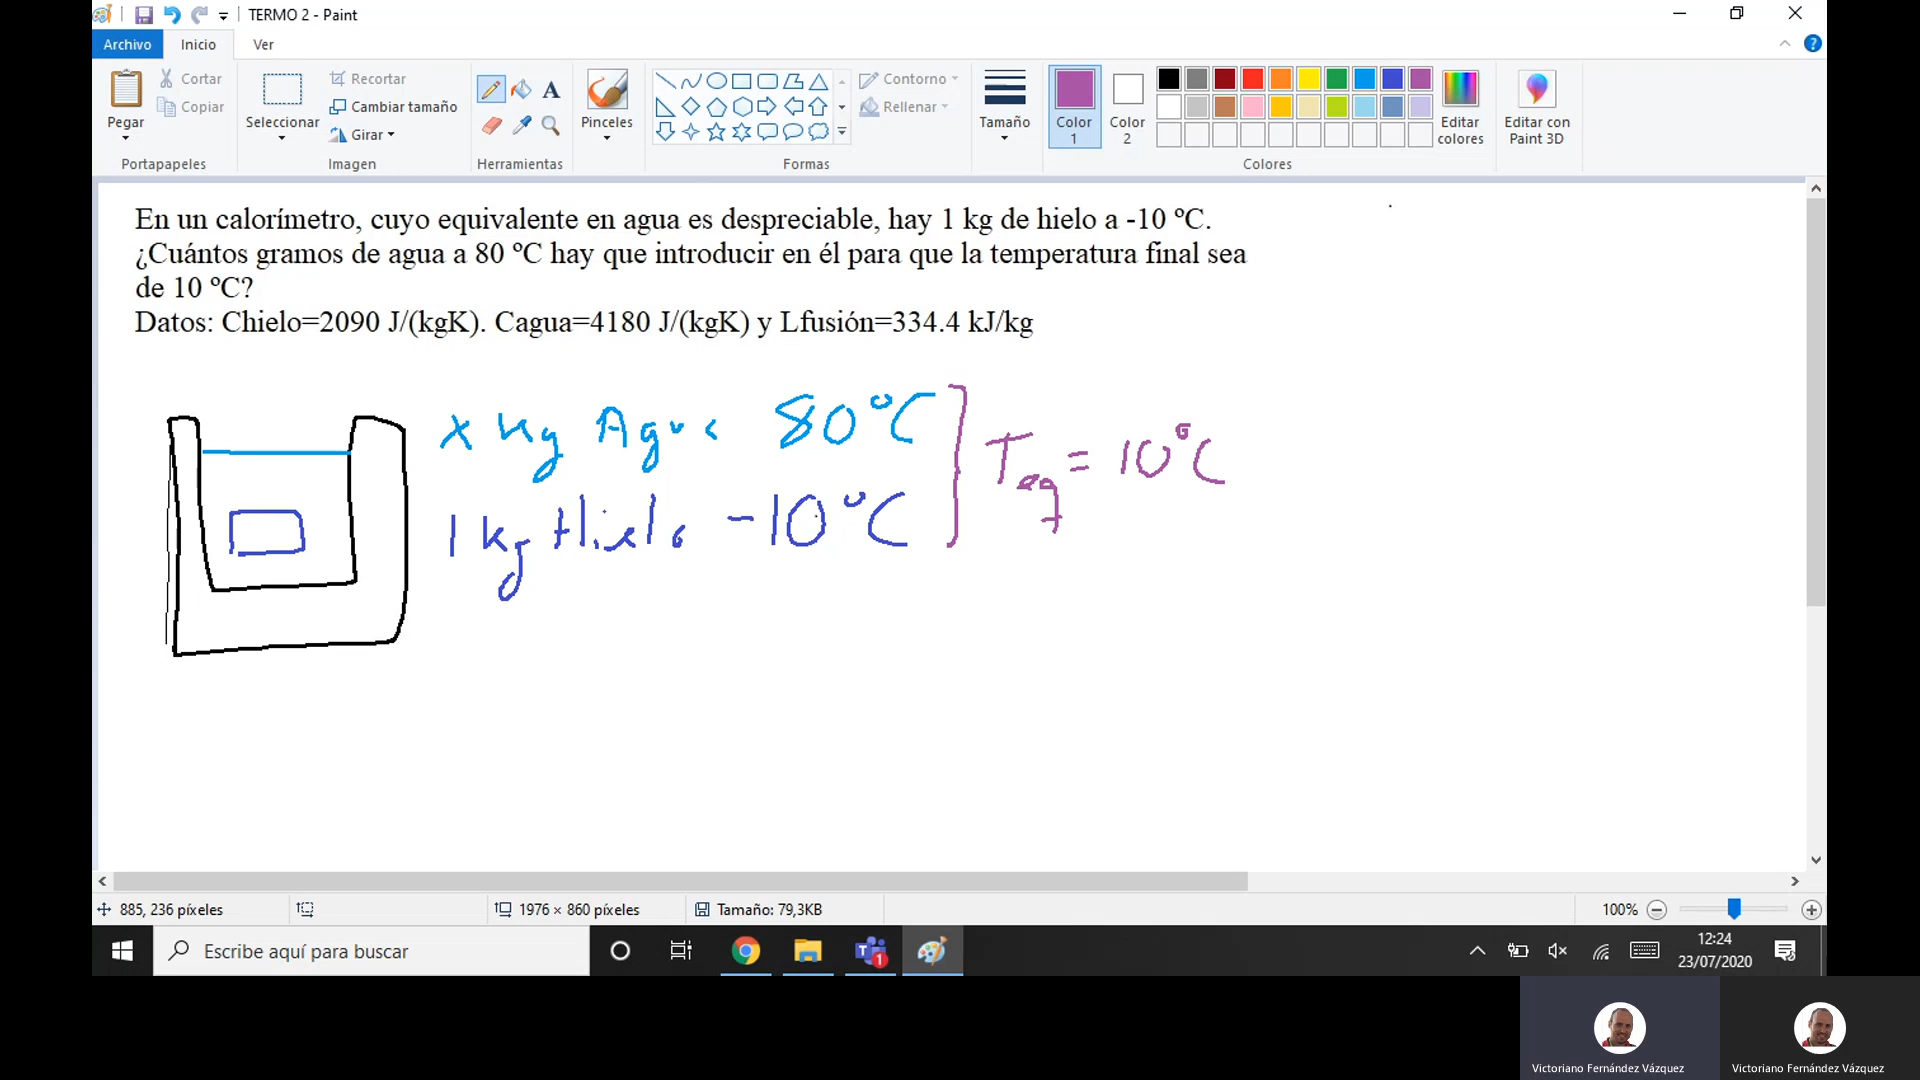 TERMO 2 - Paint
Archivo Inicio Ver
Pegar
Cortar
Copiar
Portapapeles
Seleccionar
Recortar
Cambiar tamaño
Girar
Imagen
A
Herramientas
Pinceles
Contorno
Rellenar
Formas
Tamaño
Color 1
Color 2
Editar colores
Editar con Paint 3D
Colores
En un calorímetro, cuyo equivalente en agua es despreciable, hay 1 kg de hielo a -10 ºC.
¿Cuántos gramos de agua a 80 ºC hay que introducir en él para que la temperatura final sea
de 10 ºC?
Datos: Chielo=2090 J/(kgK). Cagua=4180 J/(kgK) y Lfusión=334.4 kJ/kg
x kg Agua 80ºC
1 kg Hielo -10ºC
Teq = 10ºC
885, 236 píxeles
1976 × 860 píxeles
Tamaño: 79,3KB
100%
Escribe aquí para buscar
T
1
12:24
23/07/2020
Victoriano Fernández Vázquez
Victoriano Fernández Vázquez